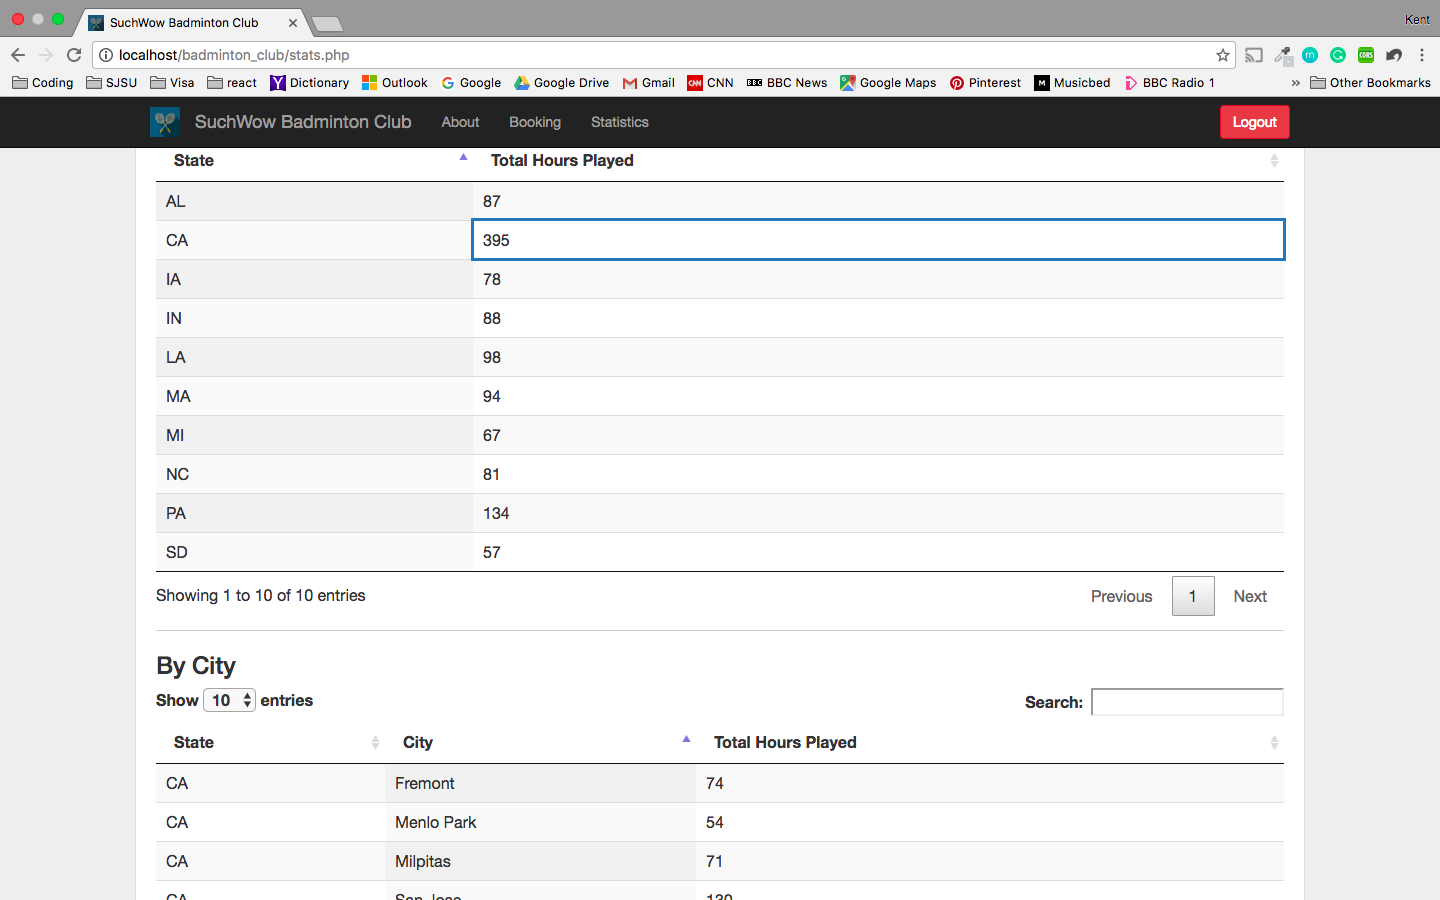 SuchWow Badminton Club
Kent
localhost/badminton_club/stats.php
Coding SJSU Visa react Dictionary Outlook Google Google Drive Gmail CNN BBC News Google Maps Pinterest Musicbed BBC Radio 1 » Other Bookmarks
SuchWow Badminton Club About Booking Statistics Logout
State Total Hours Played
AL 87
CA 395
IA 78
IN 88
LA 98
MA 94
MI 67
NC 81
PA 134
SD 57
Showing 1 to 10 of 10 entries Previous 1 Next
By City
Show 10 entries Search:
State City Total Hours Played
CA Fremont 74
CA Menlo Park 54
CA Milpitas 71
CA San Jose